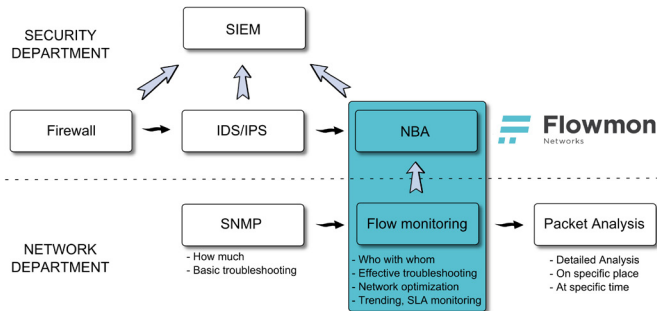 SECURITY
DEPARTMENT
SIEM
Firewall
IDS/IPS
NBA
Flowmon
Networks
NETWORK
DEPARTMENT
SNMP
- How much
- Basic troubleshooting
Flow monitoring
- Who with whom
- Effective troubleshooting
- Network optimization
- Trending, SLA monitoring
Packet Analysis
- Detailed Analysis
- On specific place
- At specific time